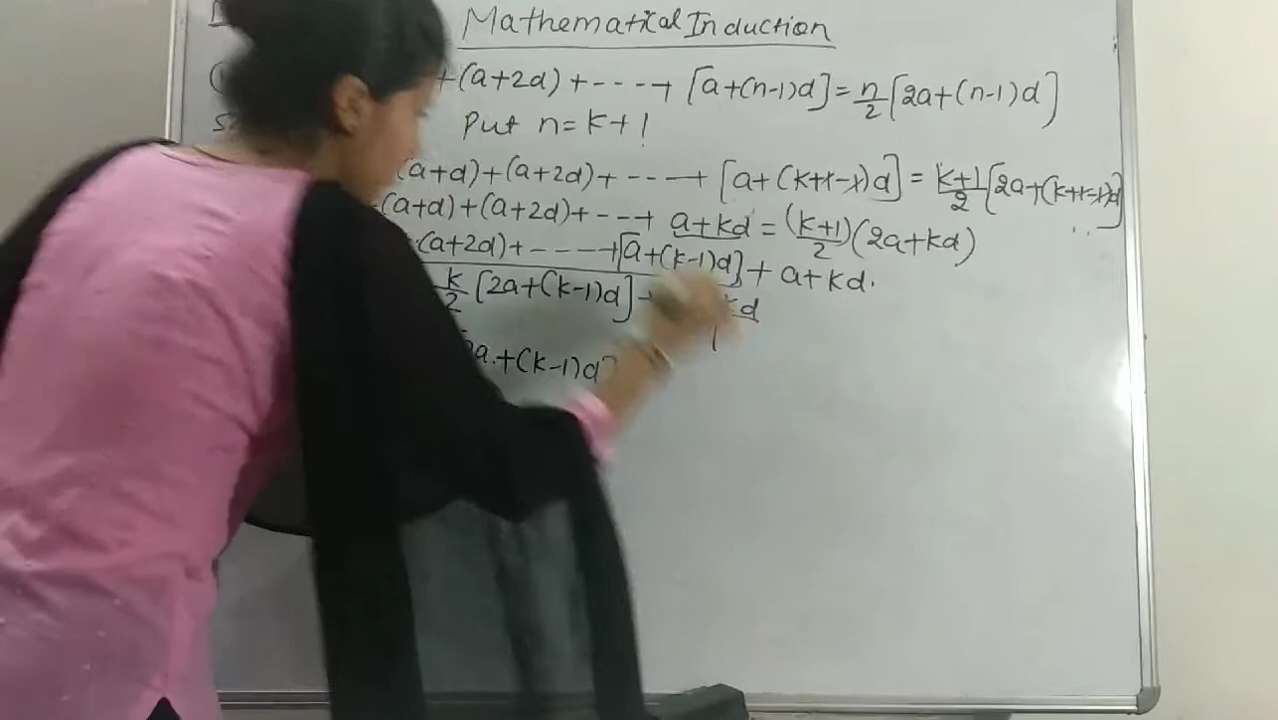 Mathematical Induction
+(a+2d)+----+[a+(n-1)d]=n/2[2a+(n-1)d]
Put n=k+1
(a+d)+(a+2d)+---+[a+(k+1-1)d]=k+1/2[2a+(k+1-1)d]
(a+d)+(a+2d)+---+a+kd=(k+1)/2(2a+kd)
(a+2d)+----+[a+(k-1)d]+a+kd.
k/2[2a+(k-1)d]+ kd
2a+(k-1)d]